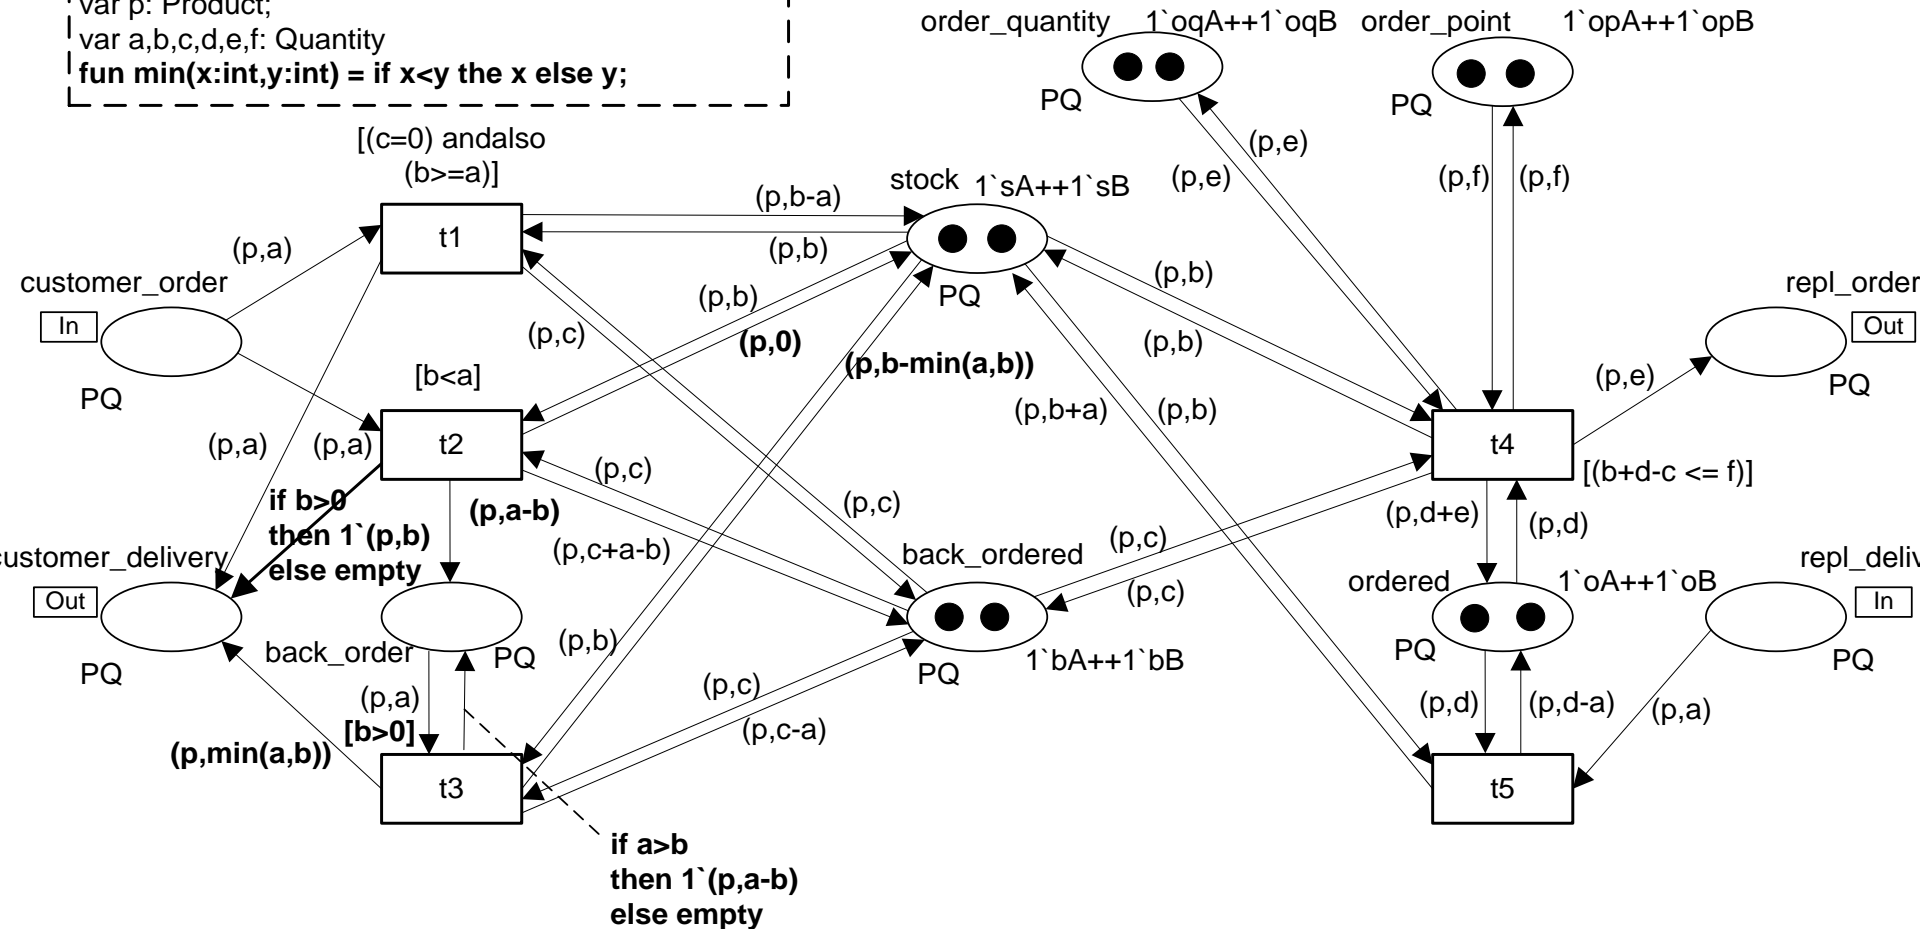 var p: Product;
var a,b,c,d,e,f: Quantity
fun min(x:int,y:int) = if x<y the x else y;
order_quantity 1`oqA++1`oqB order_point 1`opA++1`opB
PQ
PQ
[(c=0) andalso
(b>=a)]
(p,e)
(p,e)
(p,f)
(p,f)
stock 1`sA++1`sB
(p,b-a)
t1
(p,a)
(p,b)
customer_order
In
PQ
PQ
(p,b)
(p,b)
(p,0)
(p,c)
(p,b-min(a,b))
(p,b)
repl_order
Out
PQ
(p,e)
[b<a]
t2
(p,a)
(p,a)
(p,b+a)
(p,b)
t4
[(b+d-c <= f)]
(p,c)
(p,a-b)
(p,c)
if b>0
then 1`(p,b)
else empty
(p,c+a-b)
(p,d+e)
(p,d)
(p,c)
(p,c)
customer_delivery
Out
PQ
back_ordered
PQ
1`bA++1`bB
ordered
1`oA++1`oB
PQ
repl_deliv
In
PQ
back_order
PQ
(p,b)
(p,a)
[b>0]
(p,min(a,b))
(p,c)
(p,c-a)
(p,d)
(p,d-a)
(p,a)
t3
t5
if a>b
then 1`(p,a-b)
else empty